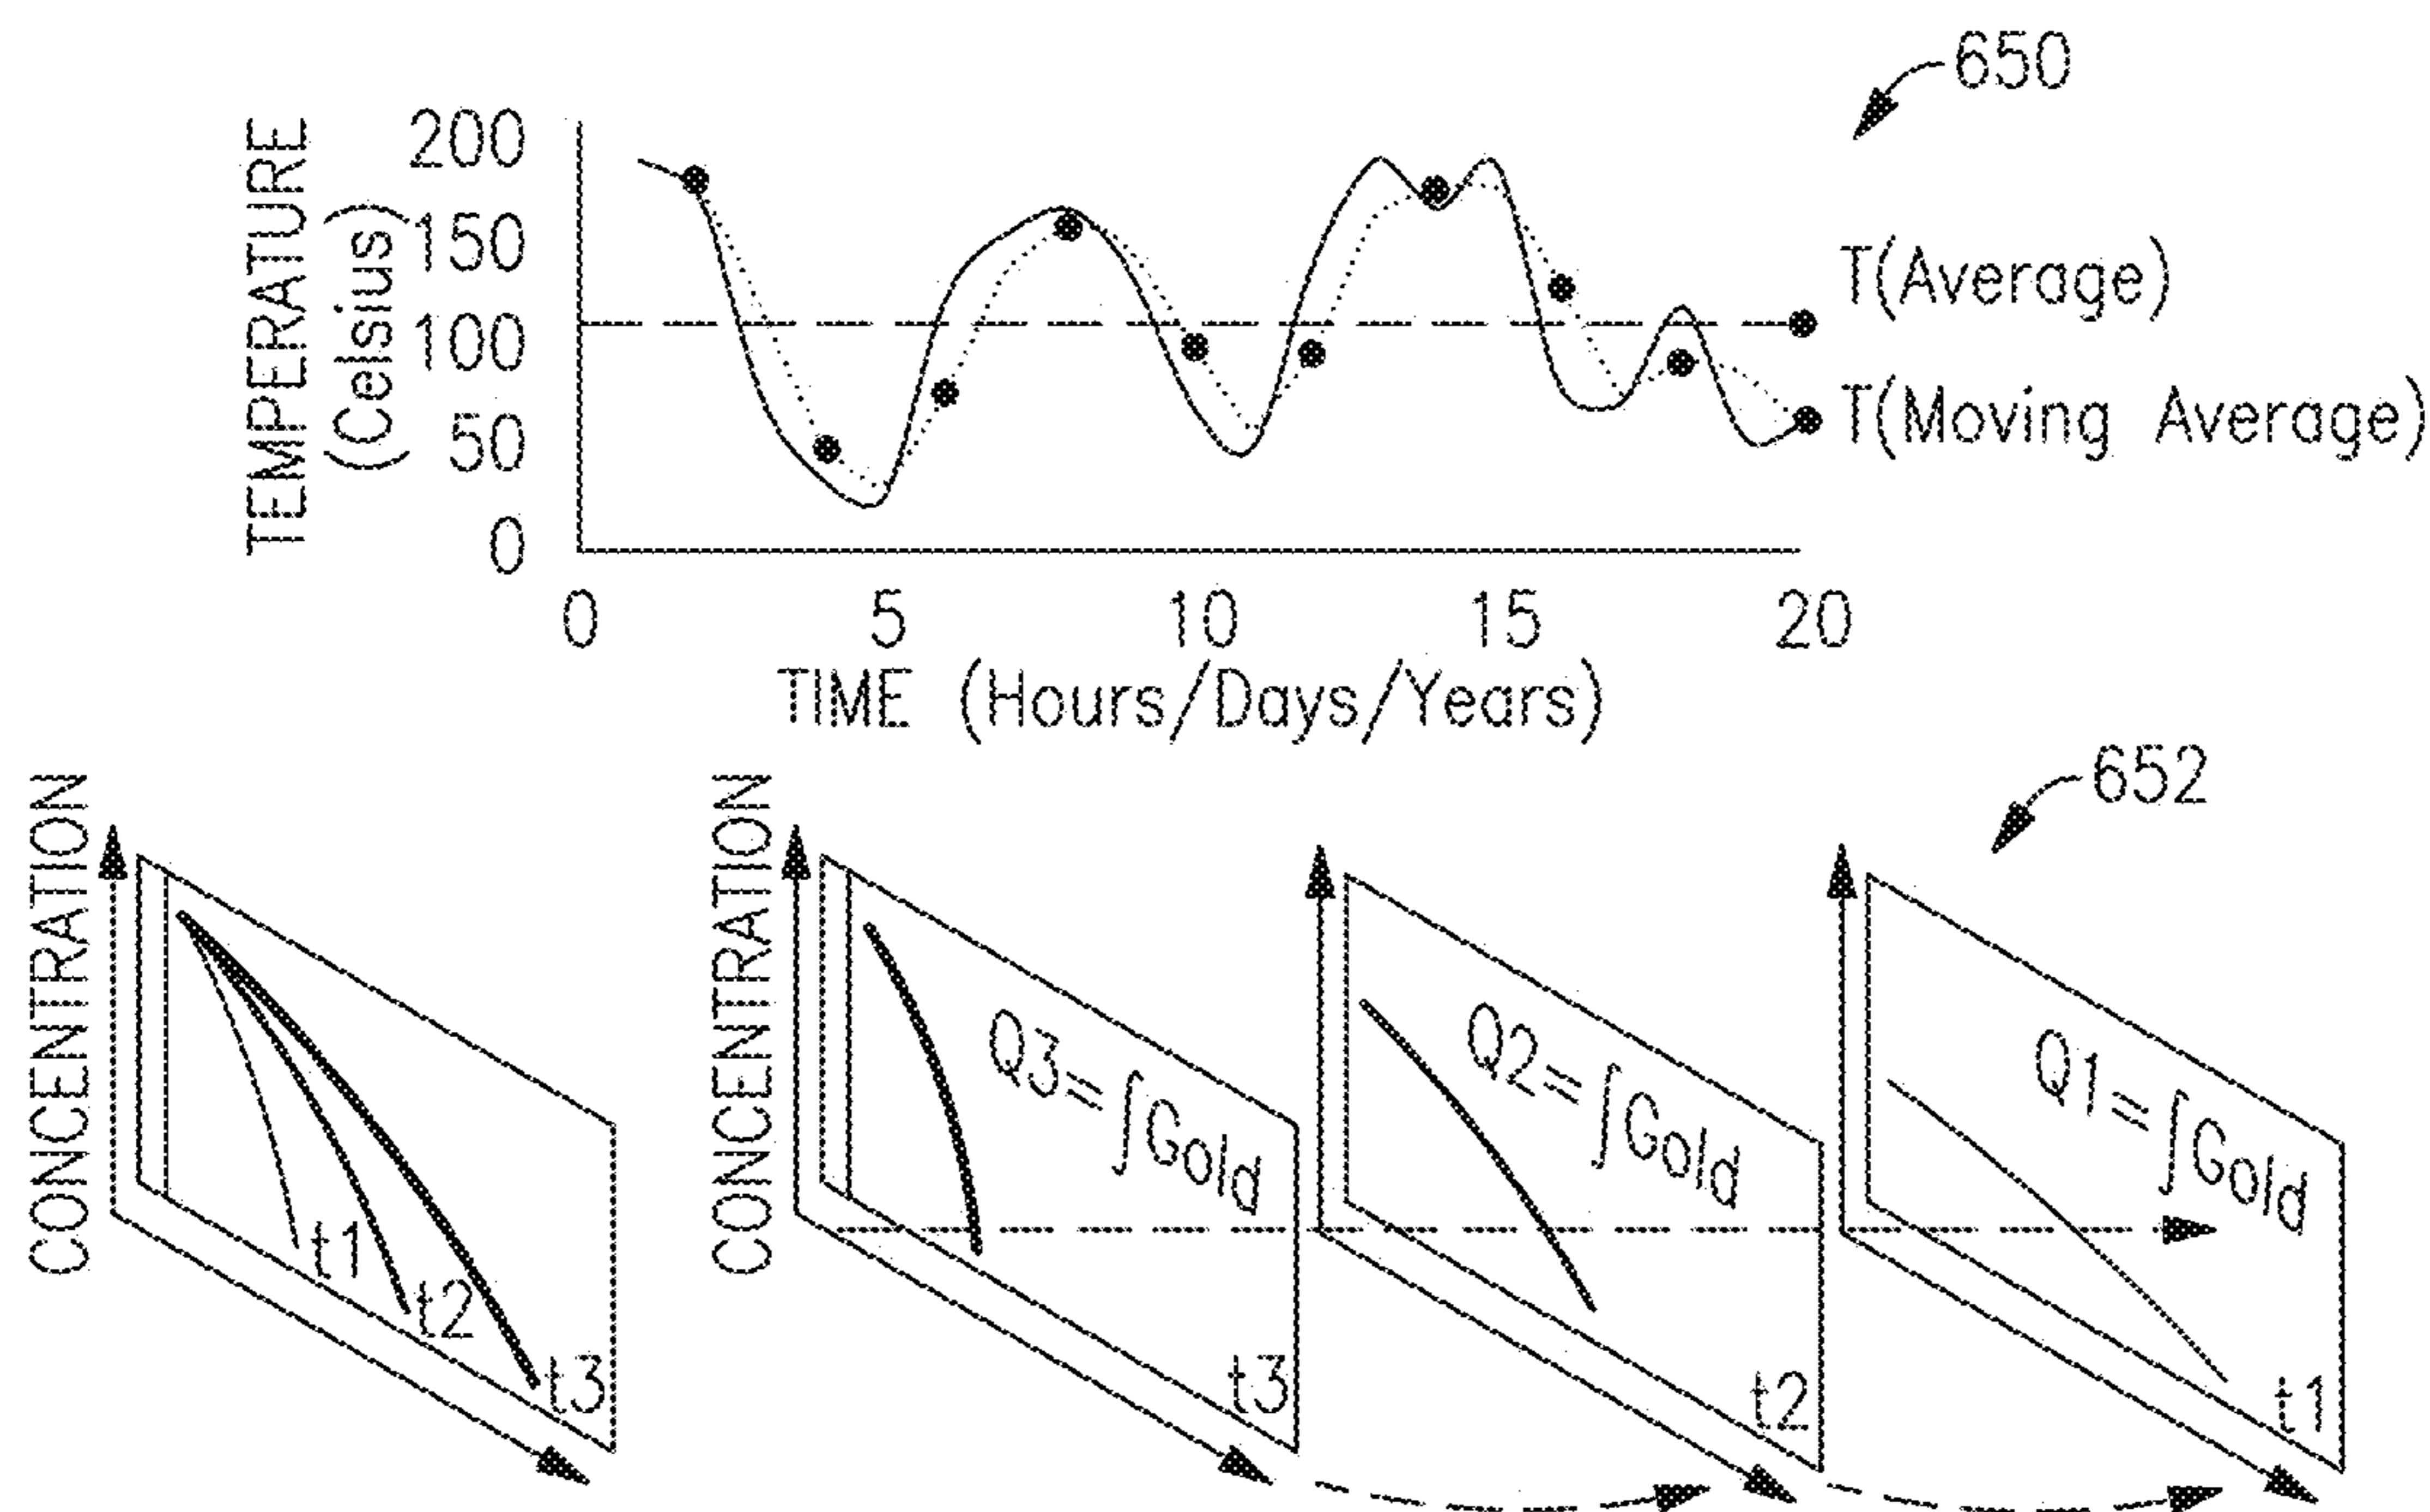 650
TEMPERATURE
(Celsius)
200
150
100
50
0
T(Average)
T(Moving Average)
0 5 10 15 20
TIME (Hours/Days/Years)
652
CONCENTRATION
t1
t2
t3
CONCENTRATION
Q3=∫Gold
t3
Q2=∫Gold
t2
Q1=∫Gold
t1